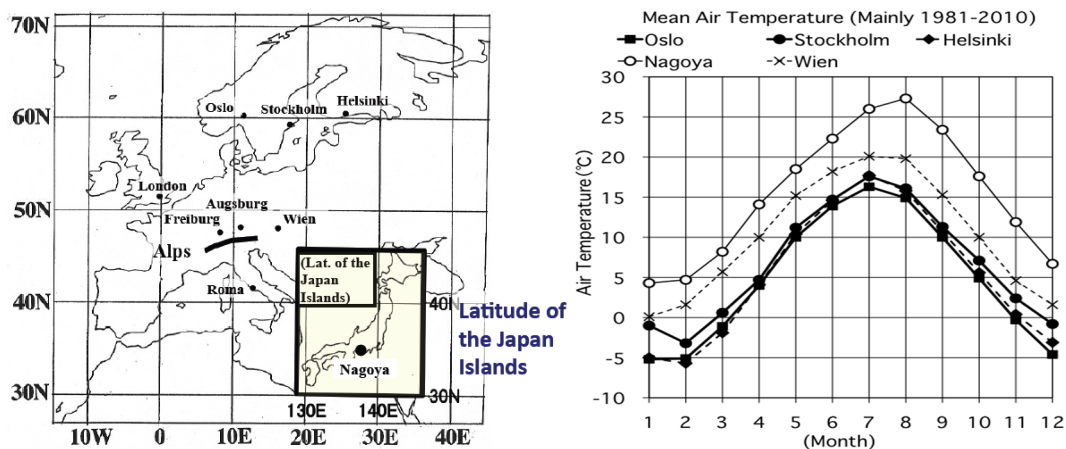 70N
60N
50N
40N
30N
10W 0 10E 20E 30E 40E
Oslo Stockholm Helsinki
London
Augsburg
Freiburg Wien
Alps
Roma
(Lat. of the
Japan
Islands)
Nagoya
40N
30N
130E 140E
Latitude of
the Japan
Islands
Mean Air Temperature (Mainly 1981-2010)
Oslo Stockholm Helsinki
Nagoya Wien
Air Temperature(℃)
30
25
20
15
10
5
0
-5
-10
1 2 3 4 5 6 7 8 9 10 11 12
(Month)